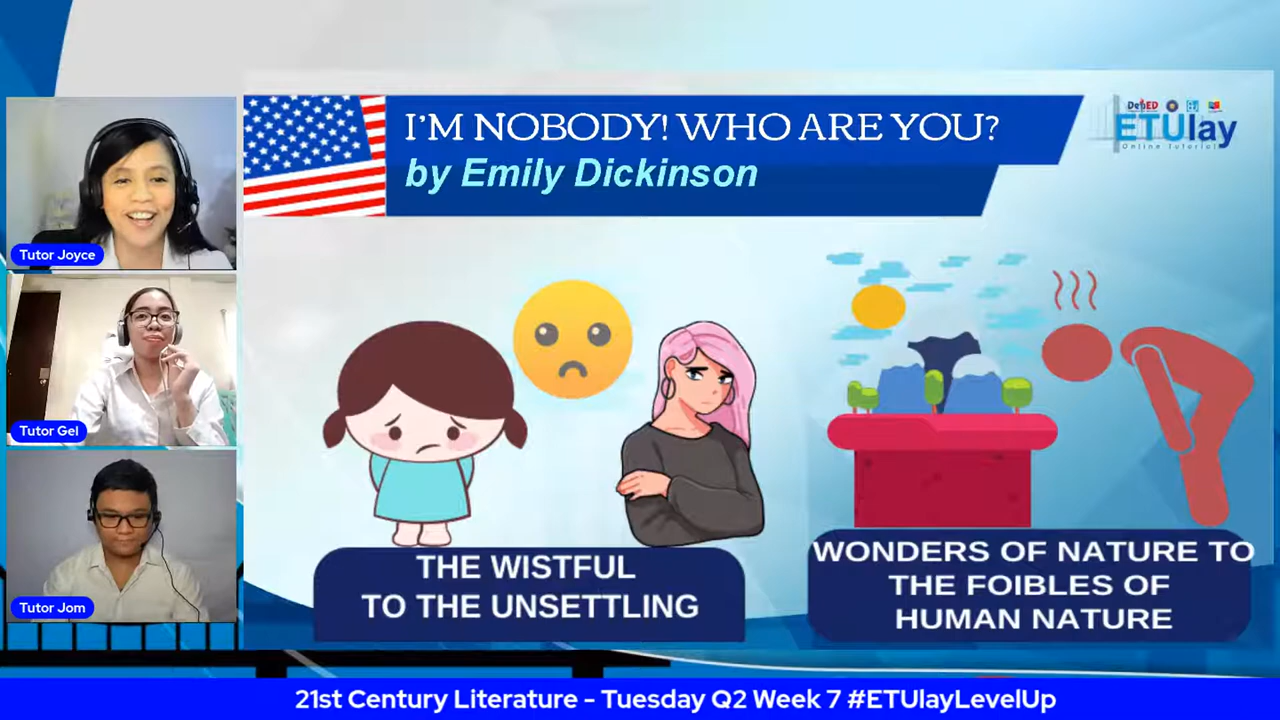 I'M NOBODY! WHO ARE YOU?
by Emily Dickinson
DepED
ETUlay
Online Tutorial
Tutor Joyce
Tutor Gel
Tutor Jom
THE WISTFUL
TO THE UNSETTLING
WONDERS OF NATURE TO
THE FOIBLES OF
HUMAN NATURE
21st Century Literature - Tuesday Q2 Week 7 #ETUlayLevelUp